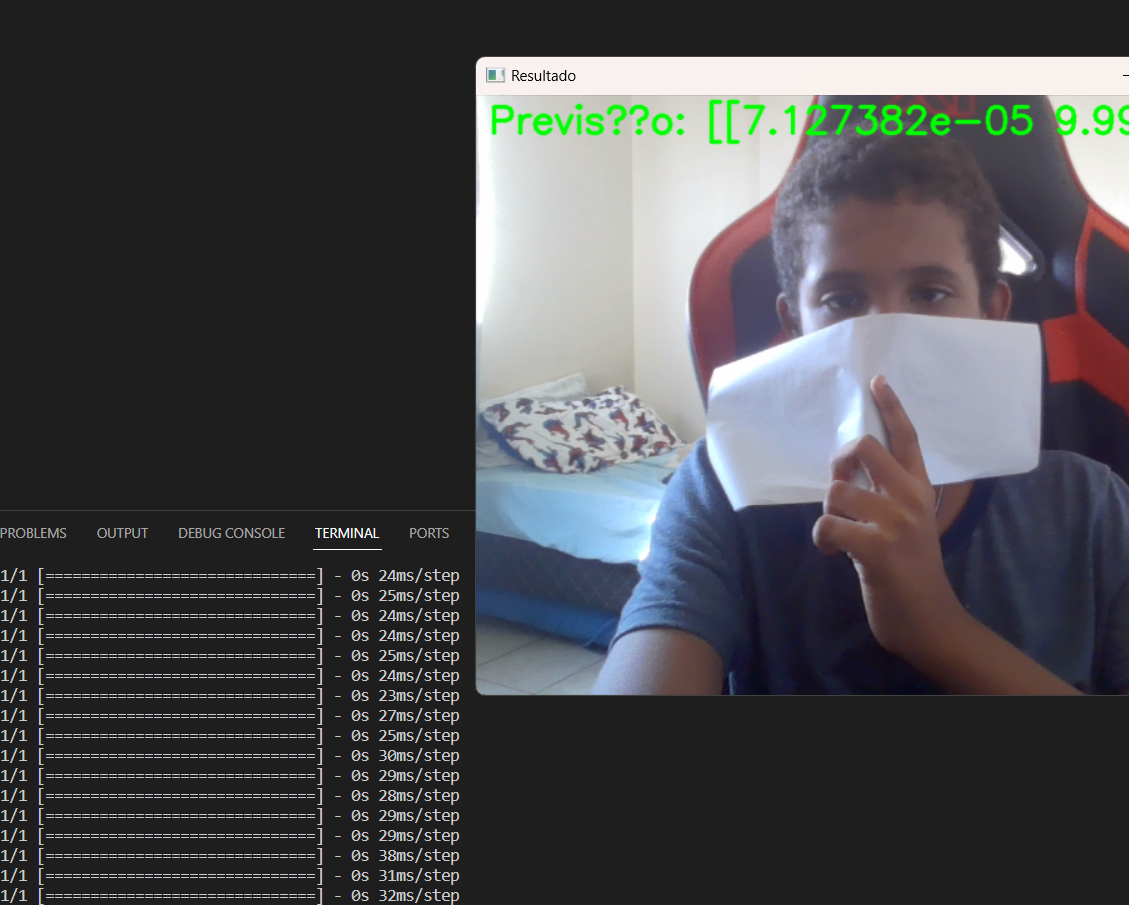 Resultado
Previs??o: [[7.127382e-05 9.99
PROBLEMS OUTPUT DEBUG CONSOLE TERMINAL PORTS
1/1 [==============================] - 0s 24ms/step
1/1 [==============================] - 0s 25ms/step
1/1 [==============================] - 0s 24ms/step
1/1 [==============================] - 0s 24ms/step
1/1 [==============================] - 0s 25ms/step
1/1 [==============================] - 0s 24ms/step
1/1 [==============================] - 0s 23ms/step
1/1 [==============================] - 0s 27ms/step
1/1 [==============================] - 0s 25ms/step
1/1 [==============================] - 0s 30ms/step
1/1 [==============================] - 0s 29ms/step
1/1 [==============================] - 0s 28ms/step
1/1 [==============================] - 0s 29ms/step
1/1 [==============================] - 0s 29ms/step
1/1 [==============================] - 0s 38ms/step
1/1 [==============================] - 0s 31ms/step
1/1 [==============================] - 0s 32ms/step